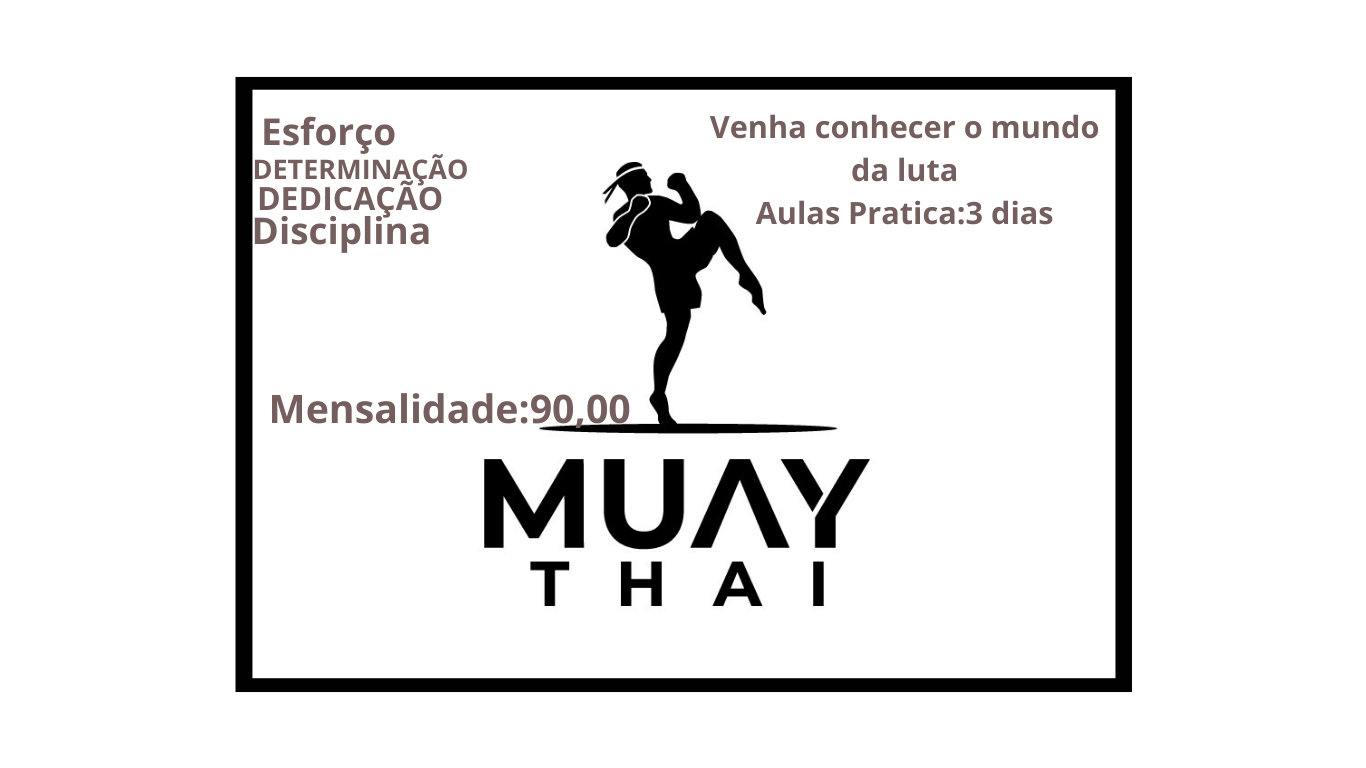 Esforço
DETERMINAÇÃO
DEDICAÇÃO
Disciplina
Venha conhecer o mundo
da luta
Aulas Pratica:3 dias
Mensalidade:90,00
MUAY
THAI